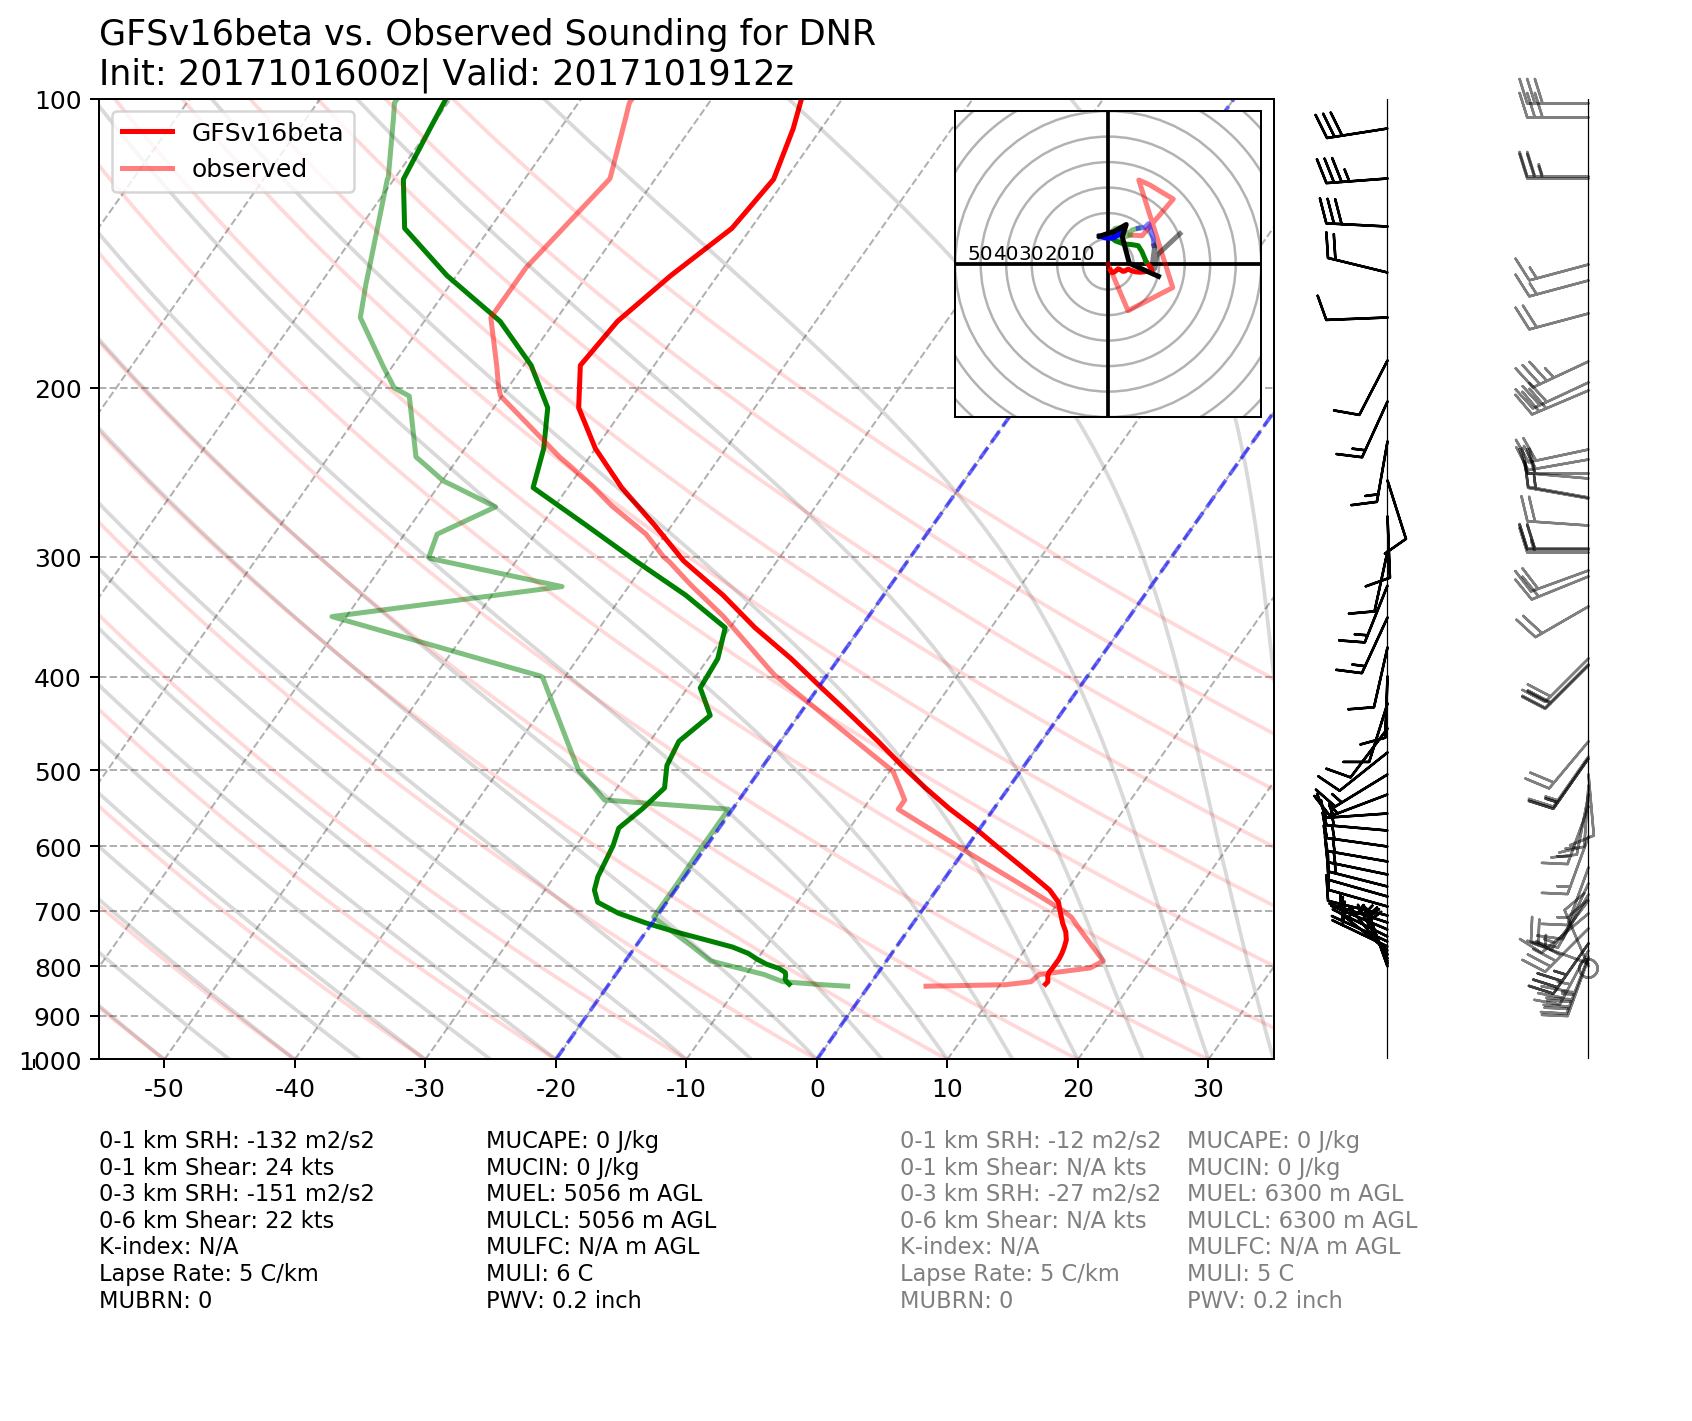 GFSv16beta vs. Observed Sounding for DNR
Init: 2017101600z| Valid: 2017101912z
GFSv16beta
observed
50 40 30 20 10
100
200
300
400
500
600
700
800
900
1000
-50 -40 -30 -20 -10 0 10 20 30
0-1 km SRH: -132 m2/s2
0-1 km Shear: 24 kts
0-3 km SRH: -151 m2/s2
0-6 km Shear: 22 kts
K-index: N/A
Lapse Rate: 5 C/km
MUBRN: 0
MUCAPE: 0 J/kg
MUCIN: 0 J/kg
MUEL: 5056 m AGL
MULCL: 5056 m AGL
MULFC: N/A m AGL
MULI: 6 C
PWV: 0.2 inch
0-1 km SRH: -12 m2/s2
0-1 km Shear: N/A kts
0-3 km SRH: -27 m2/s2
0-6 km Shear: N/A kts
K-index: N/A
Lapse Rate: 5 C/km
MUBRN: 0
MUCAPE: 0 J/kg
MUCIN: 0 J/kg
MUEL: 6300 m AGL
MULCL: 6300 m AGL
MULFC: N/A m AGL
MULI: 5 C
PWV: 0.2 inch